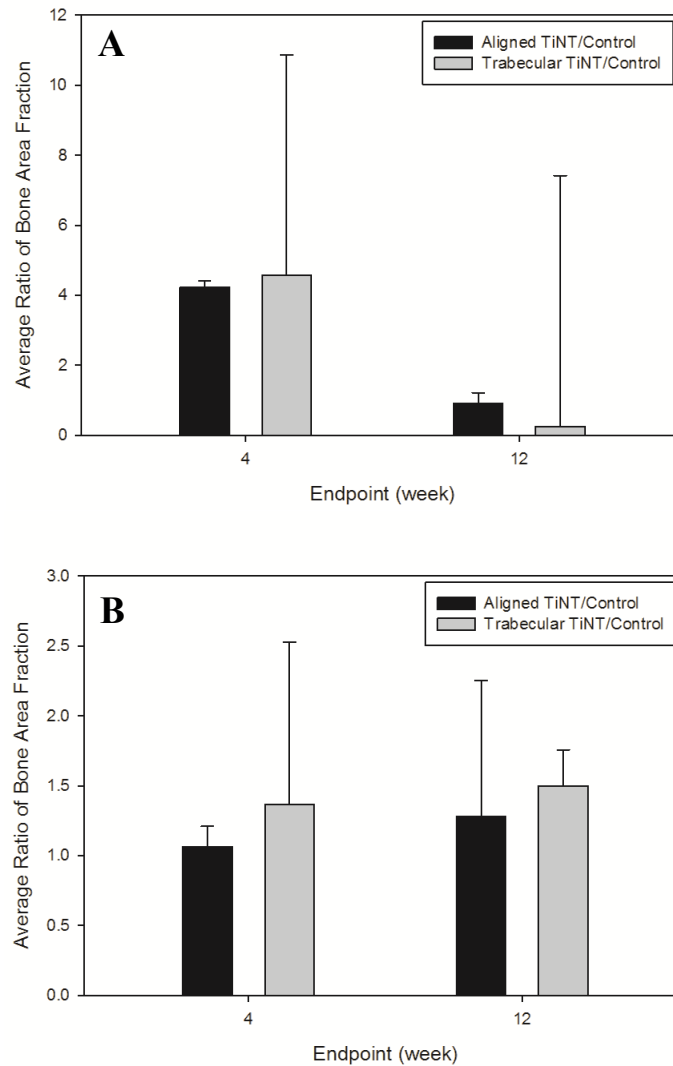 A
Aligned TiNT/Control
Trabecular TiNT/Control
Average Ratio of Bone Area Fraction
12
10
8
6
4
2
0
4 12
Endpoint (week)
B
Aligned TiNT/Control
Trabecular TiNT/Control
Average Ratio of Bone Area Fraction
3.0
2.5
2.0
1.5
1.0
0.5
0.0
4 12
Endpoint (week)